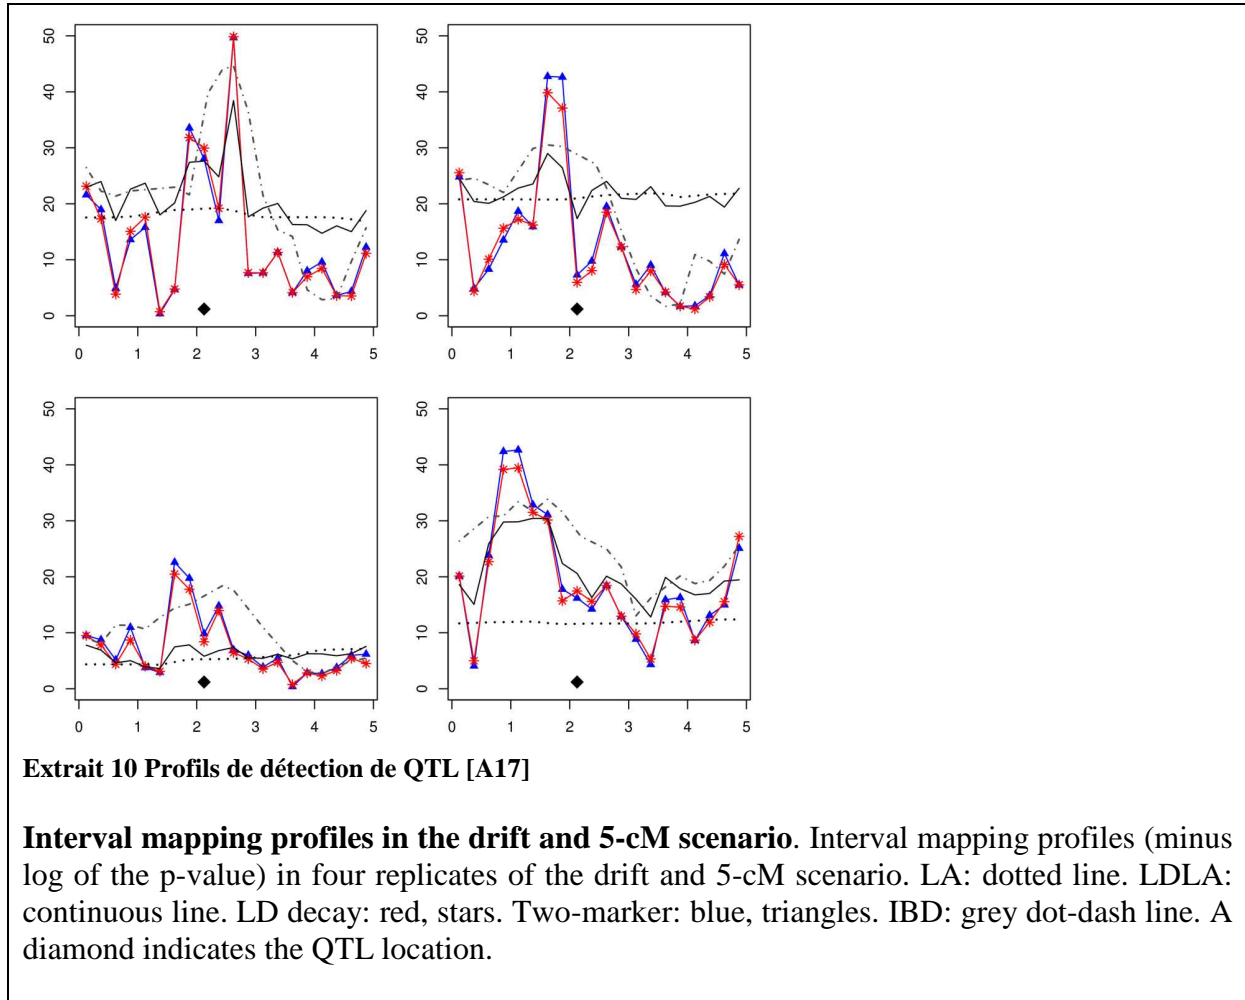 50
40
30
20
10
0
0 1 2 3 4 5
50
40
30
20
10
0
0 1 2 3 4 5
50
40
30
20
10
0
0 1 2 3 4 5
50
40
30
20
10
0
0 1 2 3 4 5
Extrait 10 Profils de détection de QTL [A17]
Interval mapping profiles in the drift and 5-cM scenario. Interval mapping profiles (minus
log of the p-value) in four replicates of the drift and 5-cM scenario. LA: dotted line. LDLA:
continuous line. LD decay: red, stars. Two-marker: blue, triangles. IBD: grey dot-dash line. A
diamond indicates the QTL location.